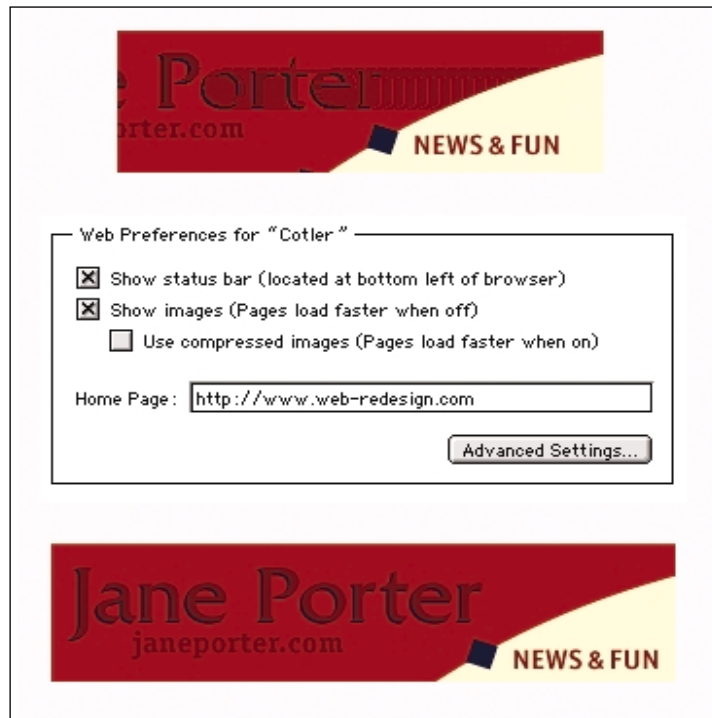 e Porter
orter.com
NEWS & FUN
Web Preferences for "Cotler"
Show status bar (located at bottom left of browser)
Show images (Pages load faster when off)
Use compressed images (Pages load faster when on)
Home Page: http://www.web-redesign.com
Advanced Settings...
Jane Porter
janeporter.com
NEWS & FUN